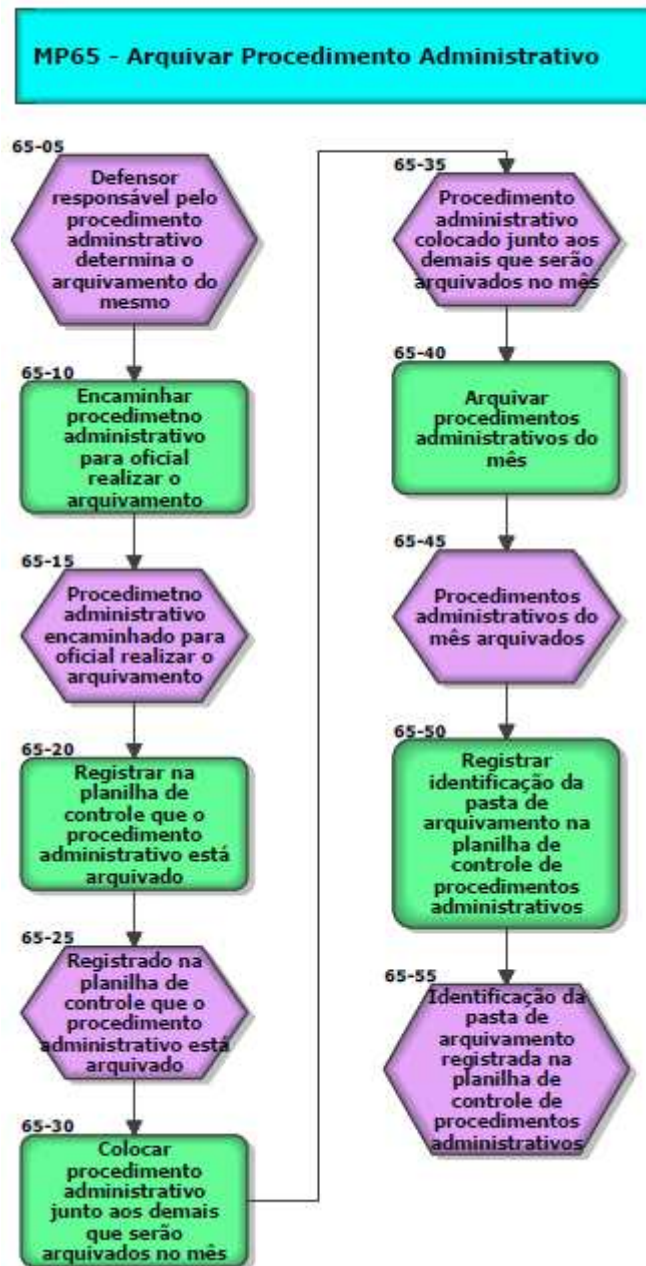 MP65 - Arquivar Procedimento Administrativo
65-05
Defensor
responsável pelo
procedimento
adminstrativo
determina o
arquivamento do
mesmo
65-10
Encaminhar
procedimetno
administrativo
para oficial
realizar o
arquivamento
65-15
Procedimetno
administrativo
encaminhado para
oficial realizar o
arquivamento
65-20
Registrar na
planilha de
controle que o
procedimento
administrativo está
arquivado
65-25
Registrado na
planilha de
controle que o
procedimento
administrativo está
arquivado
65-30
Colocar
procedimento
administrativo
junto aos demais
que serão
arquivados no mês
65-35
Procedimento
administrativo
colocado junto aos
demais que serão
arquivados no mês
65-40
Arquivar
procedimentos
administrativos do
mês
65-45
Procedimentos
administrativos do
mês arquivados
65-50
Registrar
identificação da
pasta de
arquivamento na
planilha de
controle de
procedimentos
administrativos
65-55
Identificação da
pasta de
arquivamento
registrada na
planilha de
controle de
procedimentos
administrativos